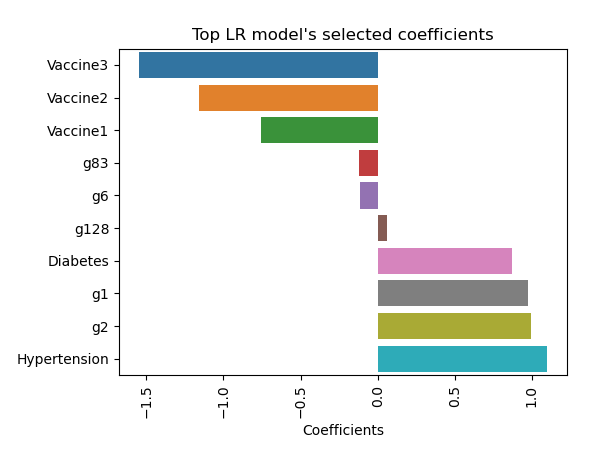 Top LR model's selected coefficients
Vaccine3
Vaccine2
Vaccine1
g83
g6
g128
Diabetes
g1
g2
Hypertension
−1.5
−1.0
−0.5
0.0
0.5
1.0
Coefficients